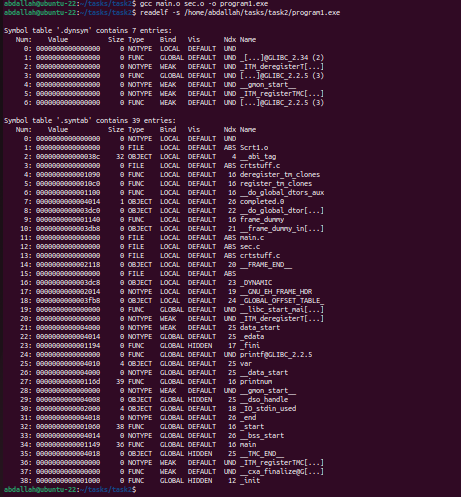 abdallah@ubuntu-22:~/tasks/task2$ gcc main.o sec.o -o program1.exe
abdallah@ubuntu-22:~/tasks/task2$ readelf -s /home/abdallah/tasks/task2/program1.exe
Symbol table '.dynsym' contains 7 entries:
Num: Value Size Type Bind Vis Ndx Name
0: 0000000000000000 0 NOTYPE LOCAL DEFAULT UND
1: 0000000000000000 0 FUNC GLOBAL DEFAULT UND _[...]@GLIBC_2.34 (2)
2: 0000000000000000 0 NOTYPE WEAK DEFAULT UND _ITM_deregisterT[...]
3: 0000000000000000 0 FUNC GLOBAL DEFAULT UND [...]@GLIBC_2.2.5 (3)
4: 0000000000000000 0 NOTYPE WEAK DEFAULT UND __gmon_start__
5: 0000000000000000 0 NOTYPE WEAK DEFAULT UND _ITM_registerTMC[...]
6: 0000000000000000 0 FUNC WEAK DEFAULT UND [...]@GLIBC_2.2.5 (3)
Symbol table '.symtab' contains 39 entries:
Num: Value Size Type Bind Vis Ndx Name
0: 0000000000000000 0 NOTYPE LOCAL DEFAULT UND
1: 0000000000000000 0 FILE LOCAL DEFAULT ABS Scrt1.o
2: 000000000000038c 32 OBJECT LOCAL DEFAULT 4 __abi_tag
3: 0000000000000000 0 FILE LOCAL DEFAULT ABS crtstuff.c
4: 0000000000001090 0 FUNC LOCAL DEFAULT 16 deregister_tm_clones
5: 00000000000010c0 0 FUNC LOCAL DEFAULT 16 register_tm_clones
6: 0000000000001100 0 FUNC LOCAL DEFAULT 16 __do_global_dtors_aux
7: 0000000000004014 1 OBJECT LOCAL DEFAULT 26 completed.0
8: 0000000000003dc0 0 OBJECT LOCAL DEFAULT 22 __do_global_dtor[...]
9: 0000000000001140 0 FUNC LOCAL DEFAULT 16 frame_dummy
10: 0000000000003db8 0 OBJECT LOCAL DEFAULT 21 __frame_dummy_in[...]
11: 0000000000000000 0 FILE LOCAL DEFAULT ABS main.c
12: 0000000000000000 0 FILE LOCAL DEFAULT ABS sec.c
13: 0000000000000000 0 FILE LOCAL DEFAULT ABS crtstuff.c
14: 0000000000002118 0 OBJECT LOCAL DEFAULT 20 __FRAME_END__
15: 0000000000000000 0 FILE LOCAL DEFAULT ABS
16: 0000000000003dc8 0 OBJECT LOCAL DEFAULT 23 _DYNAMIC
17: 0000000000002014 0 NOTYPE LOCAL DEFAULT 19 __GNU_EH_FRAME_HDR
18: 0000000000003fb8 0 OBJECT LOCAL DEFAULT 24 _GLOBAL_OFFSET_TABLE_
19: 0000000000000000 0 FUNC GLOBAL DEFAULT UND __libc_start_mai[...]
20: 0000000000000000 0 NOTYPE WEAK DEFAULT UND _ITM_deregisterT[...]
21: 0000000000004000 0 NOTYPE WEAK DEFAULT 25 data_start
22: 0000000000004014 0 NOTYPE GLOBAL DEFAULT 25 _edata
23: 0000000000001194 0 FUNC GLOBAL HIDDEN 17 _fini
24: 0000000000000000 0 FUNC GLOBAL DEFAULT UND printf@GLIBC_2.2.5
25: 0000000000004010 4 OBJECT GLOBAL DEFAULT 25 var
26: 0000000000004000 0 NOTYPE GLOBAL DEFAULT 25 __data_start
27: 000000000000116d 39 FUNC GLOBAL DEFAULT 16 printnum
28: 0000000000000000 0 NOTYPE WEAK DEFAULT UND __gmon_start__
29: 0000000000004008 0 OBJECT GLOBAL HIDDEN 25 __dso_handle
30: 0000000000002000 4 OBJECT GLOBAL DEFAULT 18 _IO_stdin_used
31: 0000000000004018 0 NOTYPE GLOBAL DEFAULT 26 _end
32: 0000000000001060 38 FUNC GLOBAL DEFAULT 16 _start
33: 0000000000004014 0 NOTYPE GLOBAL DEFAULT 26 __bss_start
34: 0000000000001149 36 FUNC GLOBAL DEFAULT 16 main
35: 0000000000004018 0 OBJECT GLOBAL HIDDEN 25 __TMC_END__
36: 0000000000000000 0 NOTYPE WEAK DEFAULT UND _ITM_registerTMC[...]
37: 0000000000000000 0 FUNC WEAK DEFAULT UND __cxa_finalize@G[...]
38: 0000000000001000 0 FUNC GLOBAL HIDDEN 12 _init
abdallah@ubuntu-22:~/tasks/task2$